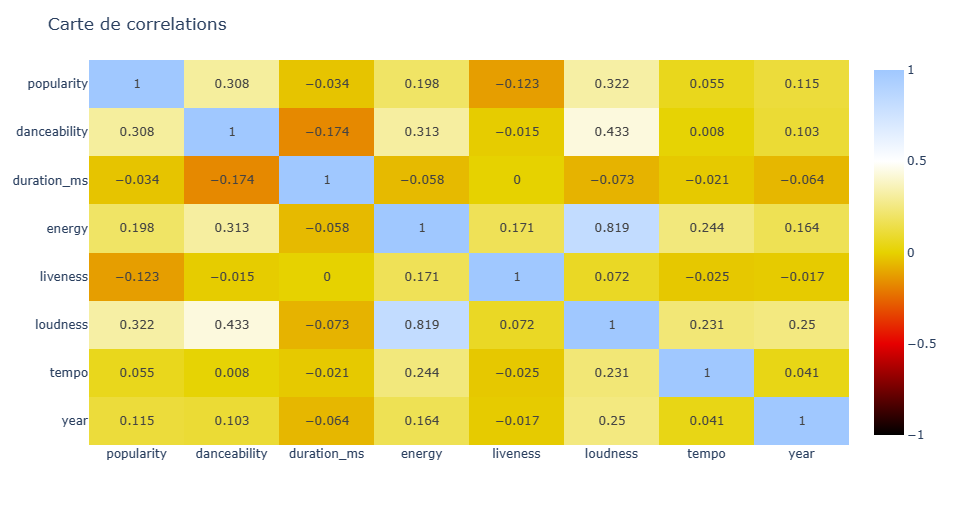 Carte de correlations
popularity 1 0.308 −0.034 0.198 −0.123 0.322 0.055 0.115
danceability 0.308 1 −0.174 0.313 −0.015 0.433 0.008 0.103
duration_ms −0.034 −0.174 1 −0.058 0 −0.073 −0.021 −0.064
energy 0.198 0.313 −0.058 1 0.171 0.819 0.244 0.164
liveness −0.123 −0.015 0 0.171 1 0.072 −0.025 −0.017
loudness 0.322 0.433 −0.073 0.819 0.072 1 0.231 0.25
tempo 0.055 0.008 −0.021 0.244 −0.025 0.231 1 0.041
year 0.115 0.103 −0.064 0.164 −0.017 0.25 0.041 1
popularity danceability duration_ms energy liveness loudness tempo year
1
0.5
0
−0.5
−1